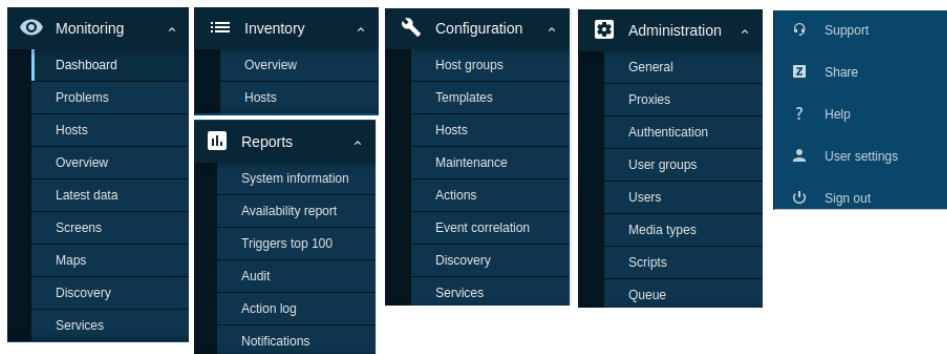 Monitoring
Dashboard
Problems
Hosts
Overview
Latest data
Screens
Maps
Discovery
Services
Inventory
Overview
Hosts
Reports
System information
Availability report
Triggers top 100
Audit
Action log
Notifications
Configuration
Host groups
Templates
Hosts
Maintenance
Actions
Event correlation
Discovery
Services
Administration
General
Proxies
Authentication
User groups
Users
Media types
Scripts
Queue
Support
Z Share
? Help
User settings
Sign out